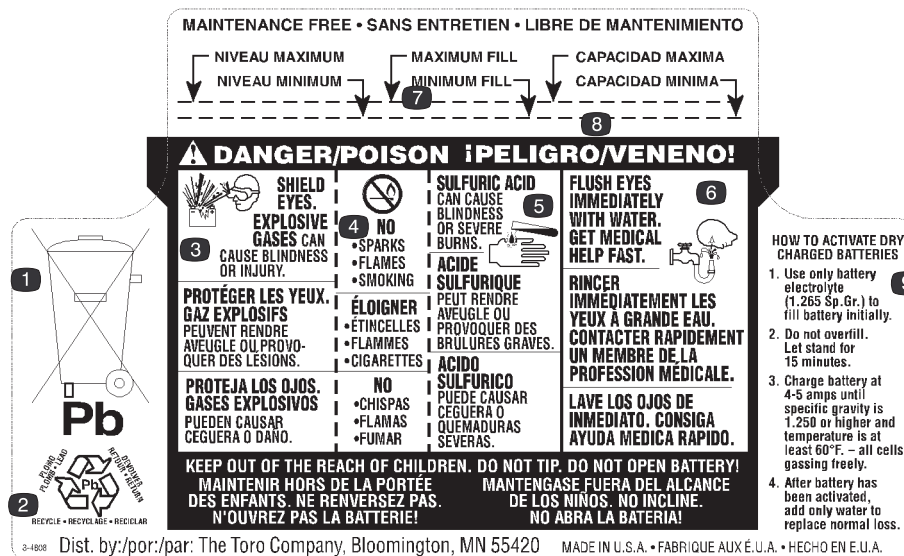 MAINTENANCE FREE • SANS ENTRETIEN • LIBRE DE MANTENIMIENTO
NIVEAU MAXIMUM
MAXIMUM FILL
CAPACIDAD MAXIMA
NIVEAU MINIMUM
MINIMUM FILL
CAPACIDAD MINIMA
7
8
DANGER/POISON ¡PELIGRO/VENENO!
3
SHIELD
EYES.
EXPLOSIVE
GASES CAN
CAUSE BLINDNESS
OR INJURY.
PROTÉGER LES YEUX.
GAZ EXPLOSIFS
PEUVENT RENDRE
AVEUGLE OU PROVO-
QUER DES LESIONS.
PROTEJA LOS OJOS.
GASES EXPLOSIVOS
PUEDEN CAUSAR
CEGUERA O DAÑO.
4
NO
•SPARKS
•FLAMES
•SMOKING
ÉLOIGNER
•ÉTINCELLES
•FLAMMES
•CIGARETTES
NO
•CHISPAS
•FLAMAS
•FUMAR
SULFURIC ACID
CAN CAUSE
BLINDNESS
OR SEVERE
BURNS.
5
ACIDE
SULFURIQUE
PEUT RENDRE
AVEUGLE OU
PROVOQUER DES
BRULURES GRAVES.
ACIDO
SULFURICO
PUEDE CAUSAR
CEGUERA O
QUEMADURAS
SEVERAS.
FLUSH EYES
IMMEDIATELY
WITH WATER.
GET MEDICAL
HELP FAST.
6
RINCER
IMMÉDIATEMENT LES
YEUX A GRANDE EAU.
CONTACTER RAPIDEMENT
UN MEMBRE DE LA
PROFESSION MÉDICALE.
LAVE LOS OJOS DE
INMEDIATO. CONSIGA
AYUDA MEDICA RAPIDO.
KEEP OUT OF THE REACH OF CHILDREN. DO NOT TIP. DO NOT OPEN BATTERY!
MAINTENIR HORS DE LA PORTÉE
DES ENFANTS. NE RENVERSEZ PAS.
N'OUVREZ PAS LA BATTERIE!
MANTENGASE FUERA DEL ALCANCE
DE LOS NIÑOS. NO INCLINE.
NO ABRA LA BATERIA!
1
Pb
2
PLOMO
PLOMB • LEAD
DEVOLVER
RETOUR • RETURN
Pb
RECYCLE • RECYCLAGE • RECICLAR
HOW TO ACTIVATE DRY
CHARGED BATTERIES
9
1. Use only battery
electrolyte
(1.265 Sp.Gr.) to
fill battery initially.
2. Do not overfill.
Let stand for
15 minutes.
3. Charge battery at
4-5 amps until
specific gravity is
1.250 or higher and
temperature is at
least 60°F. – all cells
gassing freely.
4. After battery has
been activated,
add only water to
replace normal loss.
3-4808 Dist. by:/por:/par: The Toro Company, Bloomington, MN 55420 MADE IN U.S.A. • FABRIQUE AUX É.U.A. • HECHO EN E.U.A.